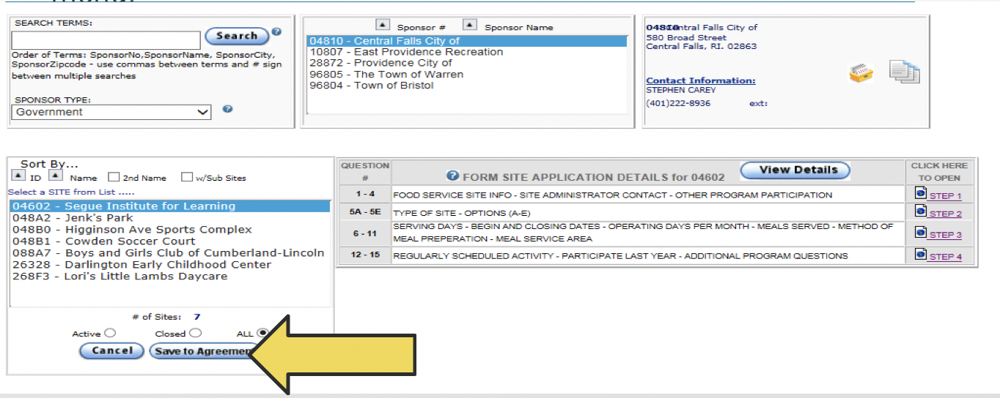 SEARCH TERMS:
Search
Order of Terms: SponsorNo,SponsorName, SponsorCity,
SponsorZipcode - use commas between terms and # sign
between multiple searches
SPONSOR TYPE:
Government
Sponsor # Sponsor Name
04810 - Central Falls City of
10807 - East Providence Recreation
28872 - Providence City of
96805 - The Town of Warren
96804 - Town of Bristol
Falls City of
580 Broad Street
Central Falls, RI. 02863
Contact Information:
STEPHEN CAREY
(401)222-8936 ext:
Sort By...
ID Name 2nd Name w/Sub Sites
Select a SITE from List .....
04602 - Segue Institute for Learning
048A2 - Jenk's Park
048B0 - Higginson Ave Sports Complex
048B1 - Cowden Soccer Court
088A7 - Boys and Girls Club of Cumberland-Lincoln
26328 - Darlington Early Childhood Center
268F3 - Lori's Little Lambs Daycare
# of Sites: 7
Active Closed ALL
Cancel Save to Agreemen
QUESTION
#
FORM SITE APPLICATION DETAILS for 04602
View Details
CLICK HERE
TO OPEN
1 - 4 FOOD SERVICE SITE INFO - SITE ADMINISTRATOR CONTACT - OTHER PROGRAM PARTICIPATION STEP 1
5A - 5E TYPE OF SITE - OPTIONS (A-E) STEP 2
6 - 11 SERVING DAYS - BEGIN AND CLOSING DATES - OPERATING DAYS PER MONTH - MEALS SERVED - METHOD OF
MEAL PREPERATION - MEAL SERVICE AREA STEP 3
12 - 15 REGULARLY SCHEDULED ACTIVITY - PARTICIPATE LAST YEAR - ADDITIONAL PROGRAM QUESTIONS STEP 4